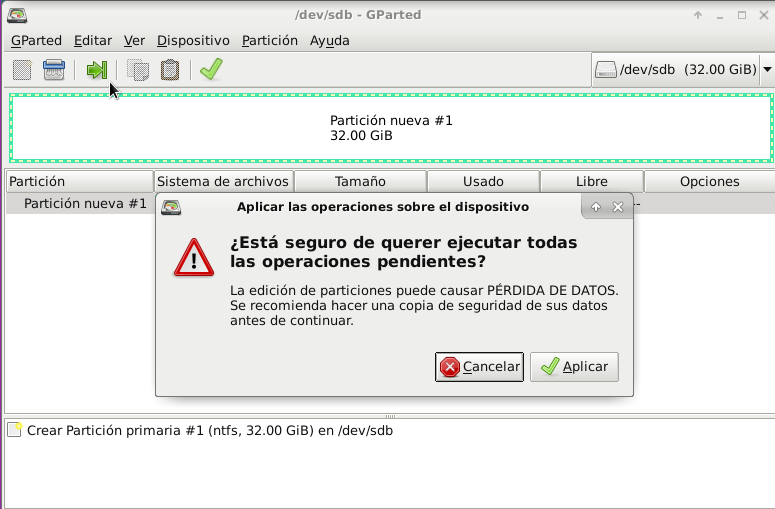 /dev/sdb - GParted
GParted Editar Ver Dispositivo Partición Ayuda
/dev/sdb (32.00 GiB)
Partición nueva #1
32.00 GiB
Partición Sistema de archivos Tamaño Usado Libre Opciones
Partición nueva #1 --
Aplicar las operaciones sobre el dispositivo
¿Está seguro de querer ejecutar todas
las operaciones pendientes?
La edición de particiones puede causar PÉRDIDA DE DATOS.
Se recomienda hacer una copia de seguridad de sus datos
antes de continuar.
Cancelar Aplicar
Crear Partición primaria #1 (ntfs, 32.00 GiB) en /dev/sdb